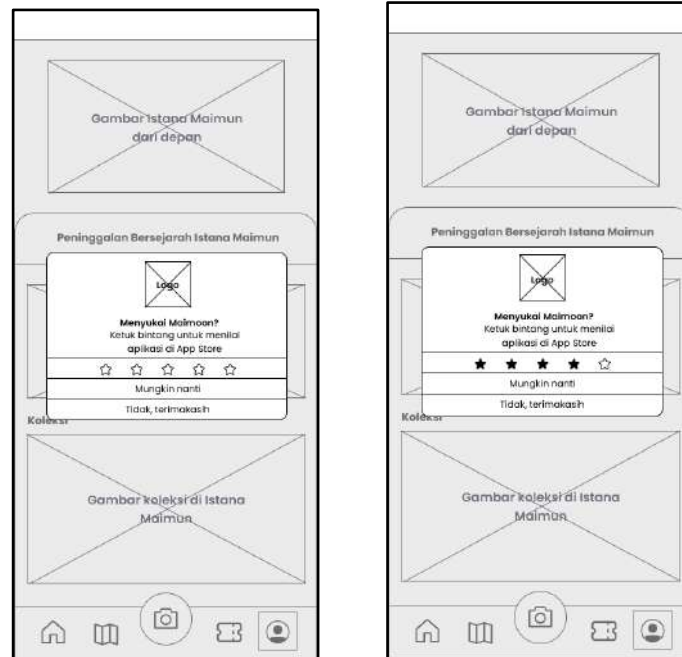 Gambar Istana Maimun
dari depan
Peninggalan Bersejarah Istana Maimun
Logo
Menyukai Maimoon?
Ketuk bintang untuk menilai
aplikasi di App Store
Mungkin nanti
Tidak, terimakasih
Koleksi
Gambar koleksi di Istana
Maimun
Gambar Istana Maimun
dari depan
Peninggalan Bersejarah Istana Maimun
Logo
Menyukai Maimoon?
Ketuk bintang untuk menilai
aplikasi di App Store
Mungkin nanti
Tidak, terimakasih
Koleksi
Gambar koleksi di Istana
Maimun